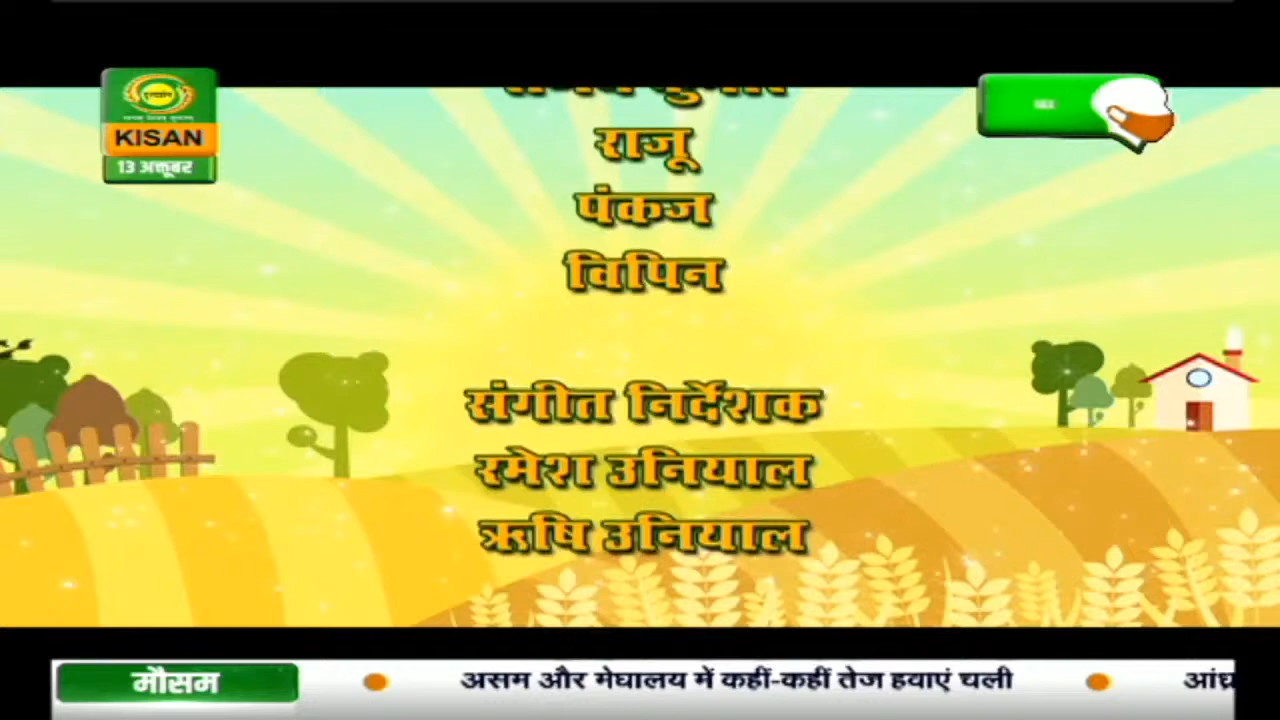 KISAN
13 अक्तूबर
कुमार
राजू
पंकज
विपिन
संगीत निर्देशक
रमेश उनियाल
ऋषि उनियाल
मौसम
असम और मेघालय में कहीं-कहीं तेज हवाएं चली